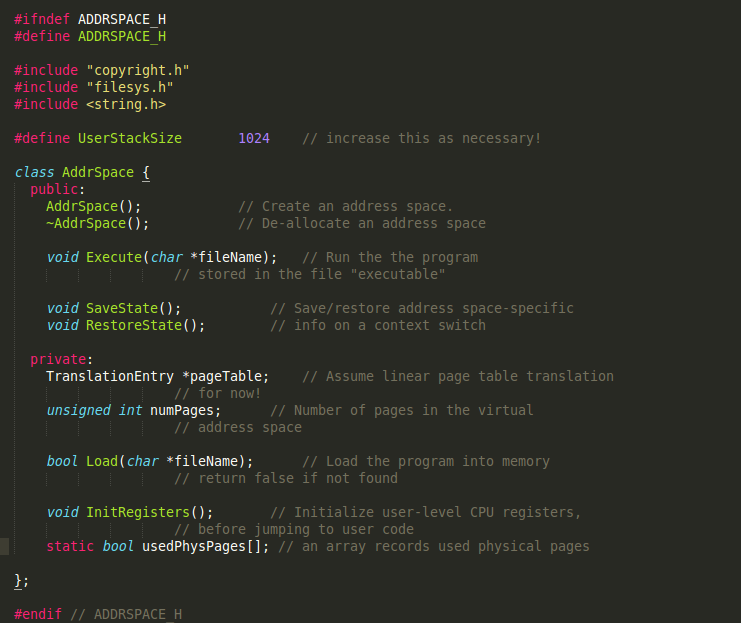 #ifndef ADDRSPACE_H
#define ADDRSPACE_H
#include "copyright.h"
#include "filesys.h"
#include <string.h>
#define UserStackSize 1024 // increase this as necessary!
class AddrSpace {
public:
AddrSpace(); // Create an address space.
~AddrSpace(); // De-allocate an address space
void Execute(char *fileName); // Run the the program
// stored in the file "executable"
void SaveState(); // Save/restore address space-specific
void RestoreState(); // info on a context switch
private:
TranslationEntry *pageTable; // Assume linear page table translation
// for now!
unsigned int numPages; // Number of pages in the virtual
// address space
bool Load(char *fileName); // Load the program into memory
// return false if not found
void InitRegisters(); // Initialize user-level CPU registers,
// before jumping to user code
static bool usedPhysPages[]; // an array records used physical pages
};
#endif // ADDRSPACE_H